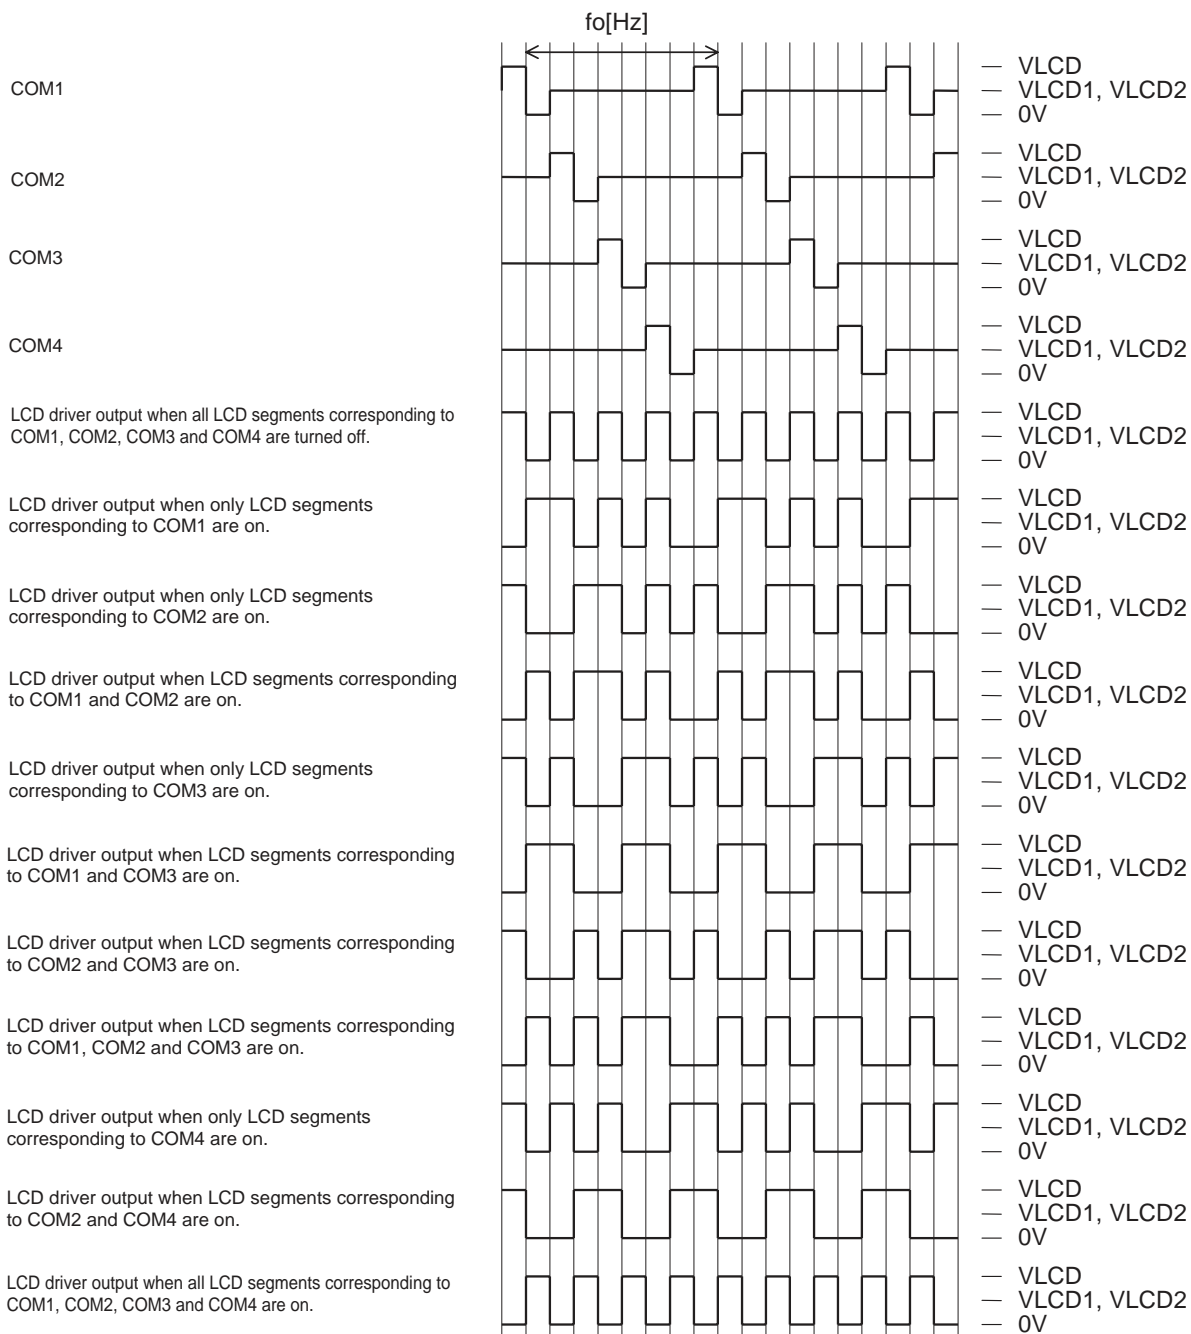 fo[Hz]
COM1
VLCD
VLCD1, VLCD2
0V
COM2
VLCD
VLCD1, VLCD2
0V
COM3
VLCD
VLCD1, VLCD2
0V
COM4
VLCD
VLCD1, VLCD2
0V
LCD driver output when all LCD segments corresponding to
COM1, COM2, COM3 and COM4 are turned off.
VLCD
VLCD1, VLCD2
0V
LCD driver output when only LCD segments
corresponding to COM1 are on.
VLCD
VLCD1, VLCD2
0V
LCD driver output when only LCD segments
corresponding to COM2 are on.
VLCD
VLCD1, VLCD2
0V
LCD driver output when LCD segments corresponding
to COM1 and COM2 are on.
VLCD
VLCD1, VLCD2
0V
LCD driver output when only LCD segments
corresponding to COM3 are on.
VLCD
VLCD1, VLCD2
0V
LCD driver output when LCD segments corresponding
to COM1 and COM3 are on.
VLCD
VLCD1, VLCD2
0V
LCD driver output when LCD segments corresponding
to COM2 and COM3 are on.
VLCD
VLCD1, VLCD2
0V
LCD driver output when LCD segments corresponding
to COM1, COM2 and COM3 are on.
VLCD
VLCD1, VLCD2
0V
LCD driver output when only LCD segments
corresponding to COM4 are on.
VLCD
VLCD1, VLCD2
0V
LCD driver output when LCD segments corresponding
to COM2 and COM4 are on.
VLCD
VLCD1, VLCD2
0V
LCD driver output when all LCD segments corresponding to
COM1, COM2, COM3 and COM4 are on.
VLCD
VLCD1, VLCD2
0V